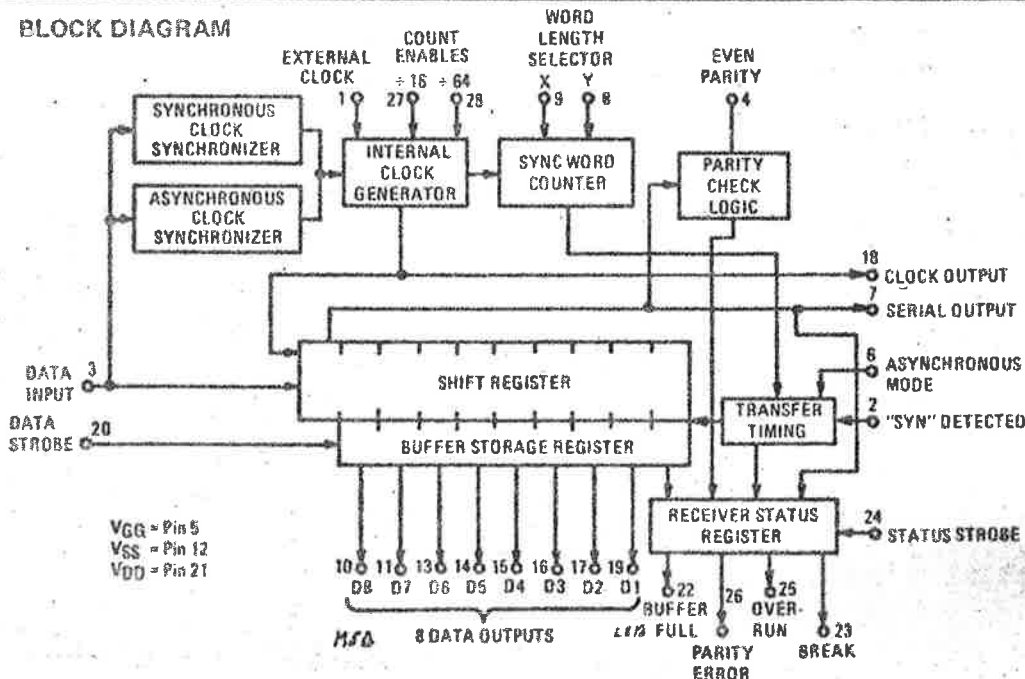 BLOCK DIAGRAM
EXTERNAL
CLOCK
1
COUNT
ENABLES
÷ 16 ÷ 64
27 28
WORD
LENGTH
SELECTOR
X Y
9 8
EVEN
PARITY
4
SYNCHRONOUS
CLOCK
SYNCHRONIZER
ASYNCHRONOUS
CLOCK
SYNCHRONIZER
INTERNAL
CLOCK
GENERATOR
SYNC WORD
COUNTER
PARITY
CHECK
LOGIC
18
CLOCK OUTPUT
7
SERIAL OUTPUT
6
ASYNCHRONOUS
MODE
2
"SYN" DETECTED
DATA
INPUT
3
DATA
STROBE
20
SHIFT REGISTER
BUFFER STORAGE REGISTER
TRANSFER
TIMING
RECEIVER STATUS
REGISTER
24
STATUS STROBE
VGG = Pin 5
VSS = Pin 12
VDD = Pin 21
10 11 13 14 15 16 17 19
D8 D7 D6 D5 D4 D3 D2 D1
MSB
8 DATA OUTPUTS
LSB
22
BUFFER
FULL
26
PARITY
ERROR
25
OVER-
RUN
23
BREAK